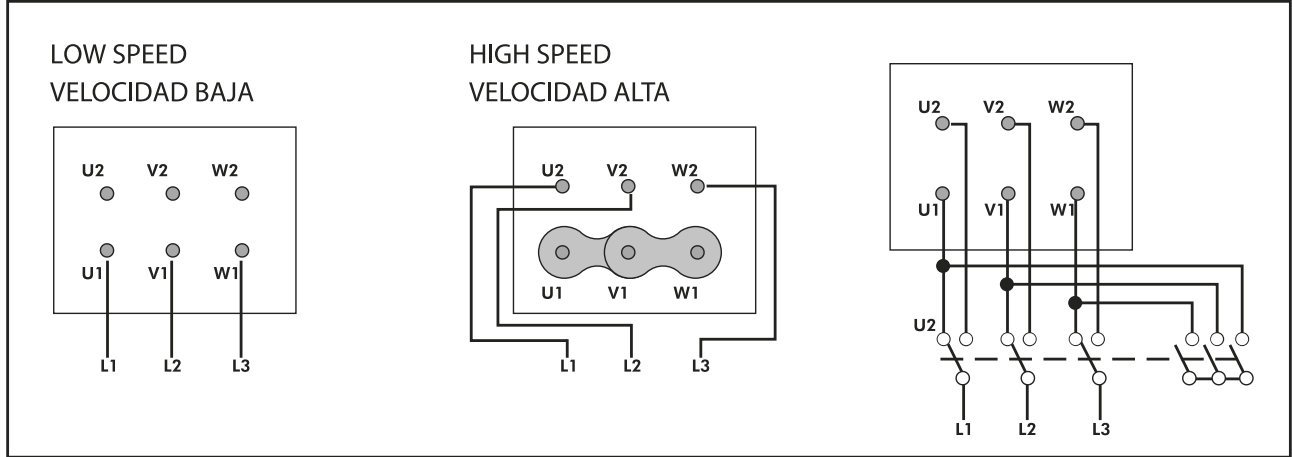 LOW SPEED
VELOCIDAD BAJA
U2 V2 W2
U1 V1 W1
L1 L2 L3
HIGH SPEED
VELOCIDAD ALTA
U2 V2 W2
U1 V1 W1
L1 L2 L3
U2 V2 W2
U1 V1 W1
U2
L1 L2 L3